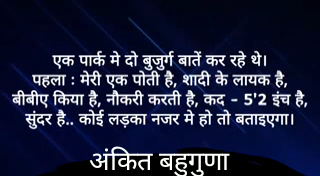 एक पार्क मे दो बुजुर्ग बातें कर रहे थे।
पहला : मेरी एक पोती है, शादी के लायक है,
बीबीए किया है, नौकरी करती है, कद - 5'2 इंच है,
सुंदर है.. कोई लड़का नजर मे हो तो बताइएगा।
अंकित बहुगुणा